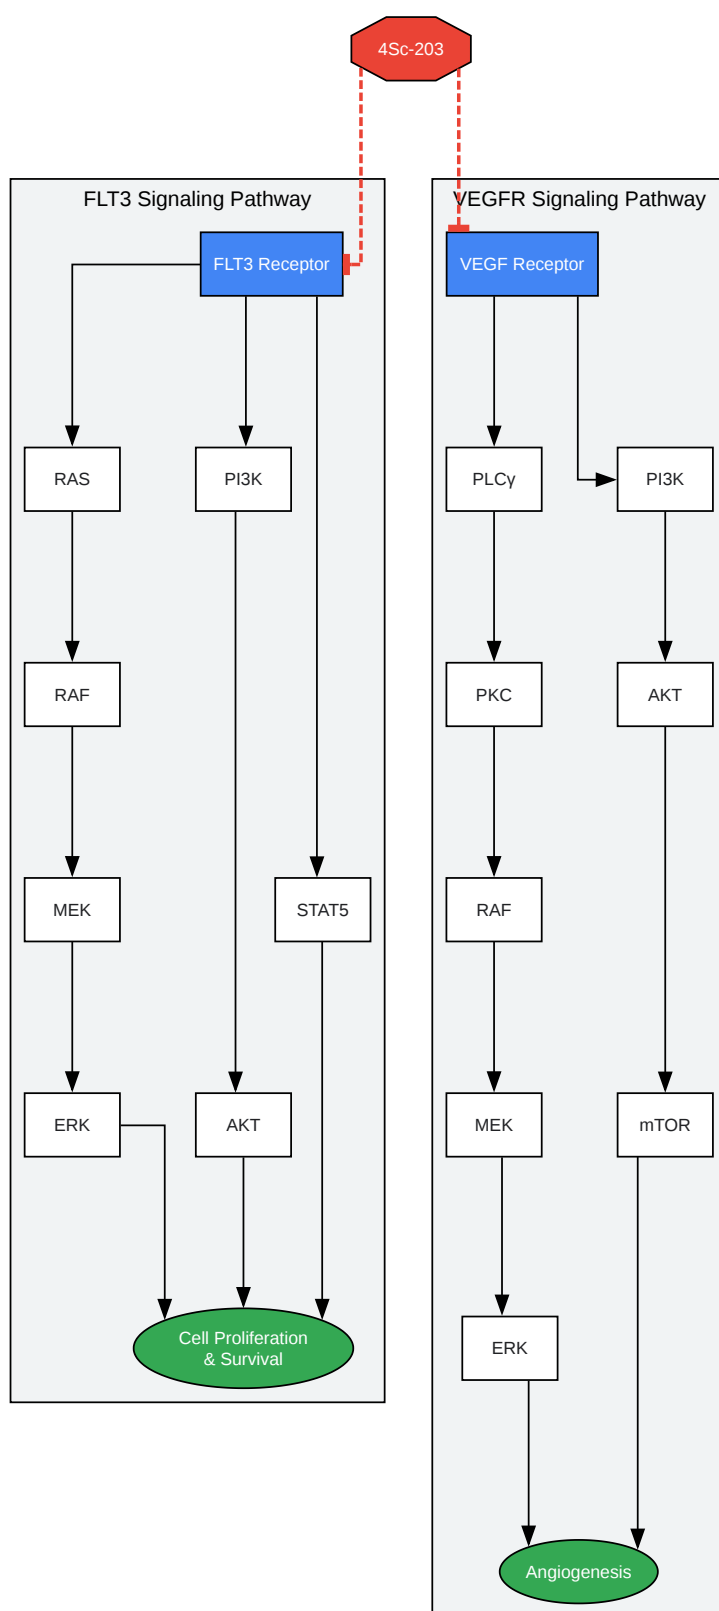 4Sc-203
FLT3 Signaling Pathway
VEGFR Signaling Pathway
FLT3 Receptor
VEGF Receptor
RAS
PI3K
PLCγ
PI3K
RAF
PKC
AKT
MEK
STAT5
RAF
ERK
AKT
MEK
mTOR
Cell Proliferation
& Survival
ERK
Angiogenesis